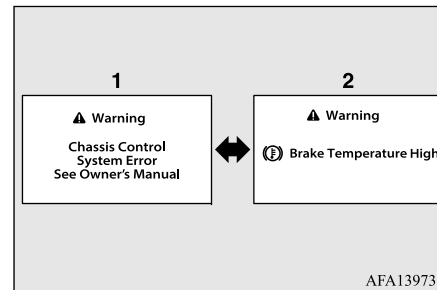 1
Warning
Chassis Control
System Error
See Owner's Manual
2
Warning
Brake Temperature High
AFA13973